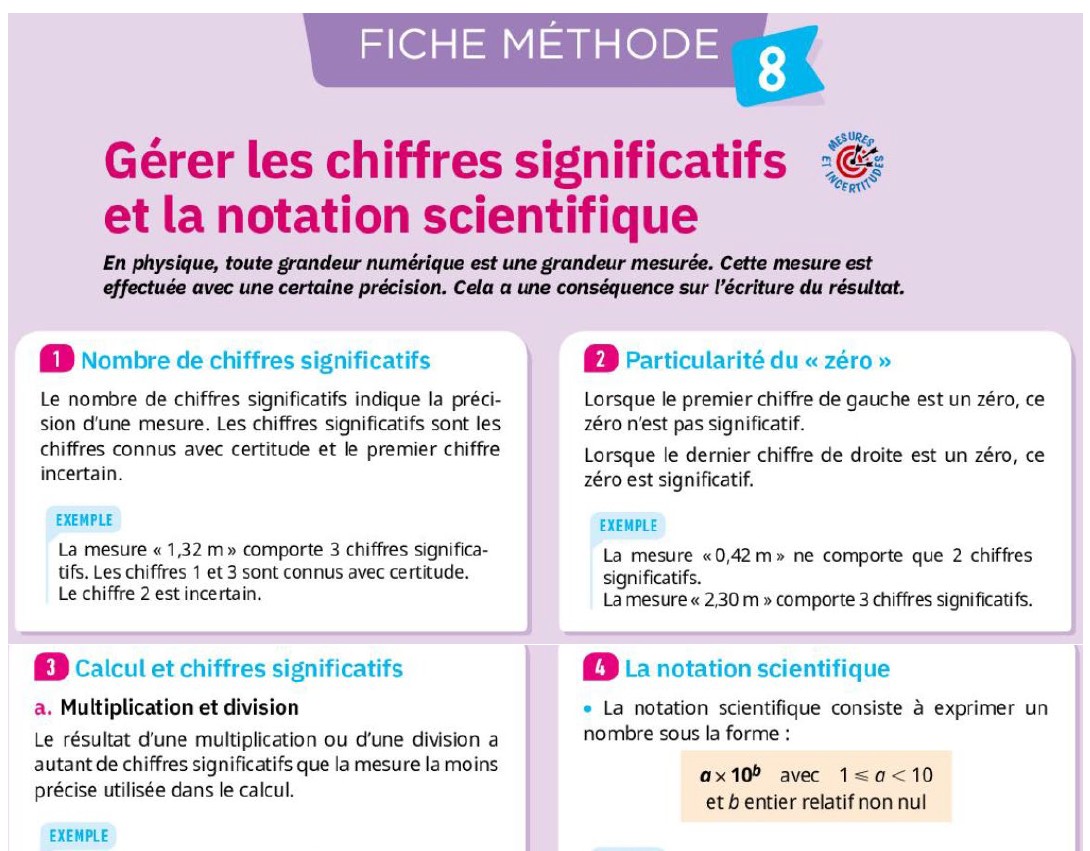 FICHE MÉTHODE
8
Gérer les chiffres significatifs
et la notation scientifique
MESURES
ET INCERTITUDES
En physique, toute grandeur numérique est une grandeur mesurée. Cette mesure est
effectuée avec une certaine précision. Cela a une conséquence sur l'écriture du résultat.
1 Nombre de chiffres significatifs
Le nombre de chiffres significatifs indique la préci-
sion d'une mesure. Les chiffres significatifs sont les
chiffres connus avec certitude et le premier chiffre
incertain.
EXEMPLE
La mesure « 1,32 m » comporte 3 chiffres significa-
tifs. Les chiffres 1 et 3 sont connus avec certitude.
Le chiffre 2 est incertain.
2 Particularité du « zéro »
Lorsque le premier chiffre de gauche est un zéro, ce
zéro n'est pas significatif.
Lorsque le dernier chiffre de droite est un zéro, ce
zéro est significatif.
EXEMPLE
La mesure « 0,42 m » ne comporte que 2 chiffres
significatifs.
La mesure « 2,30 m » comporte 3 chiffres significatifs.
3 Calcul et chiffres significatifs
a. Multiplication et division
Le résultat d'une multiplication ou d'une division a
autant de chiffres significatifs que la mesure la moins
précise utilisée dans le calcul.
EXEMPLE
4 La notation scientifique
• La notation scientifique consiste à exprimer un
nombre sous la forme :
a × 10ᵇ avec 1 ⩽ a < 10
et b entier relatif non nul